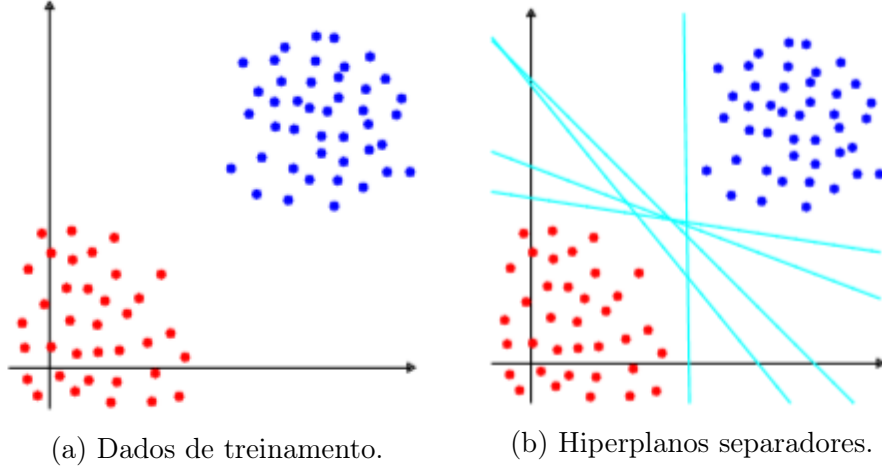 (a) Dados de treinamento.
(b) Hiperplanos separadores.